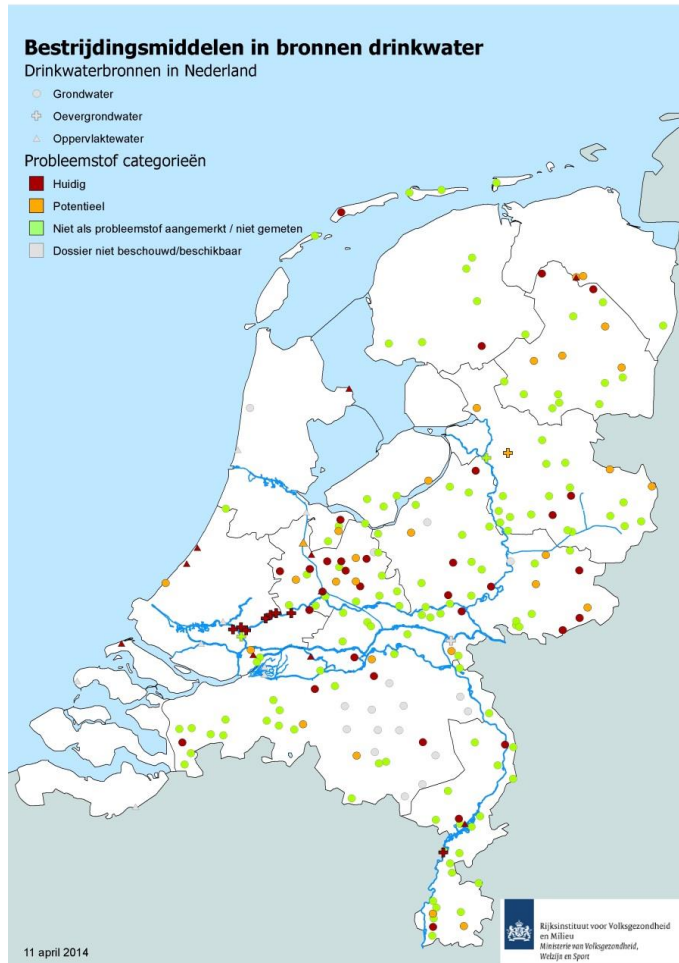 Bestrijdingsmiddelen in bronnen drinkwater
Drinkwaterbronnen in Nederland
Grondwater
Oevergrondwater
Oppervlaktewater
Probleemstof categorieën
Huidig
Potentieel
Niet als probleemstof aangemerkt / niet gemeten
Dossier niet beschouwd/beschikbaar
11 april 2014
Rijksinstituut voor Volksgezondheid
en Milieu
Ministerie van Volksgezondheid,
Welzijn en Sport